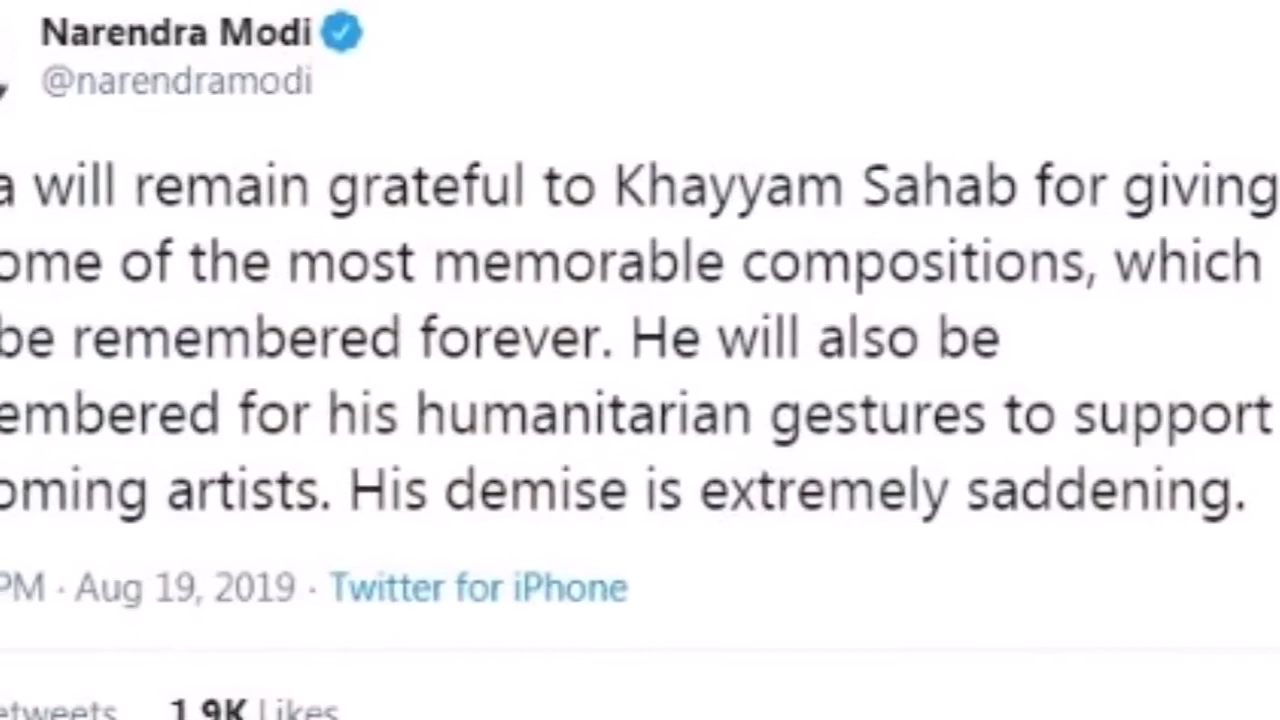 Narendra Modi
@narendramodi
a will remain grateful to Khayyam Sahab for giving
ome of the most memorable compositions, which
be remembered forever. He will also be
embered for his humanitarian gestures to support
oming artists. His demise is extremely saddening.
PM · Aug 19, 2019 · Twitter for iPhone
etweets 1.9K Likes